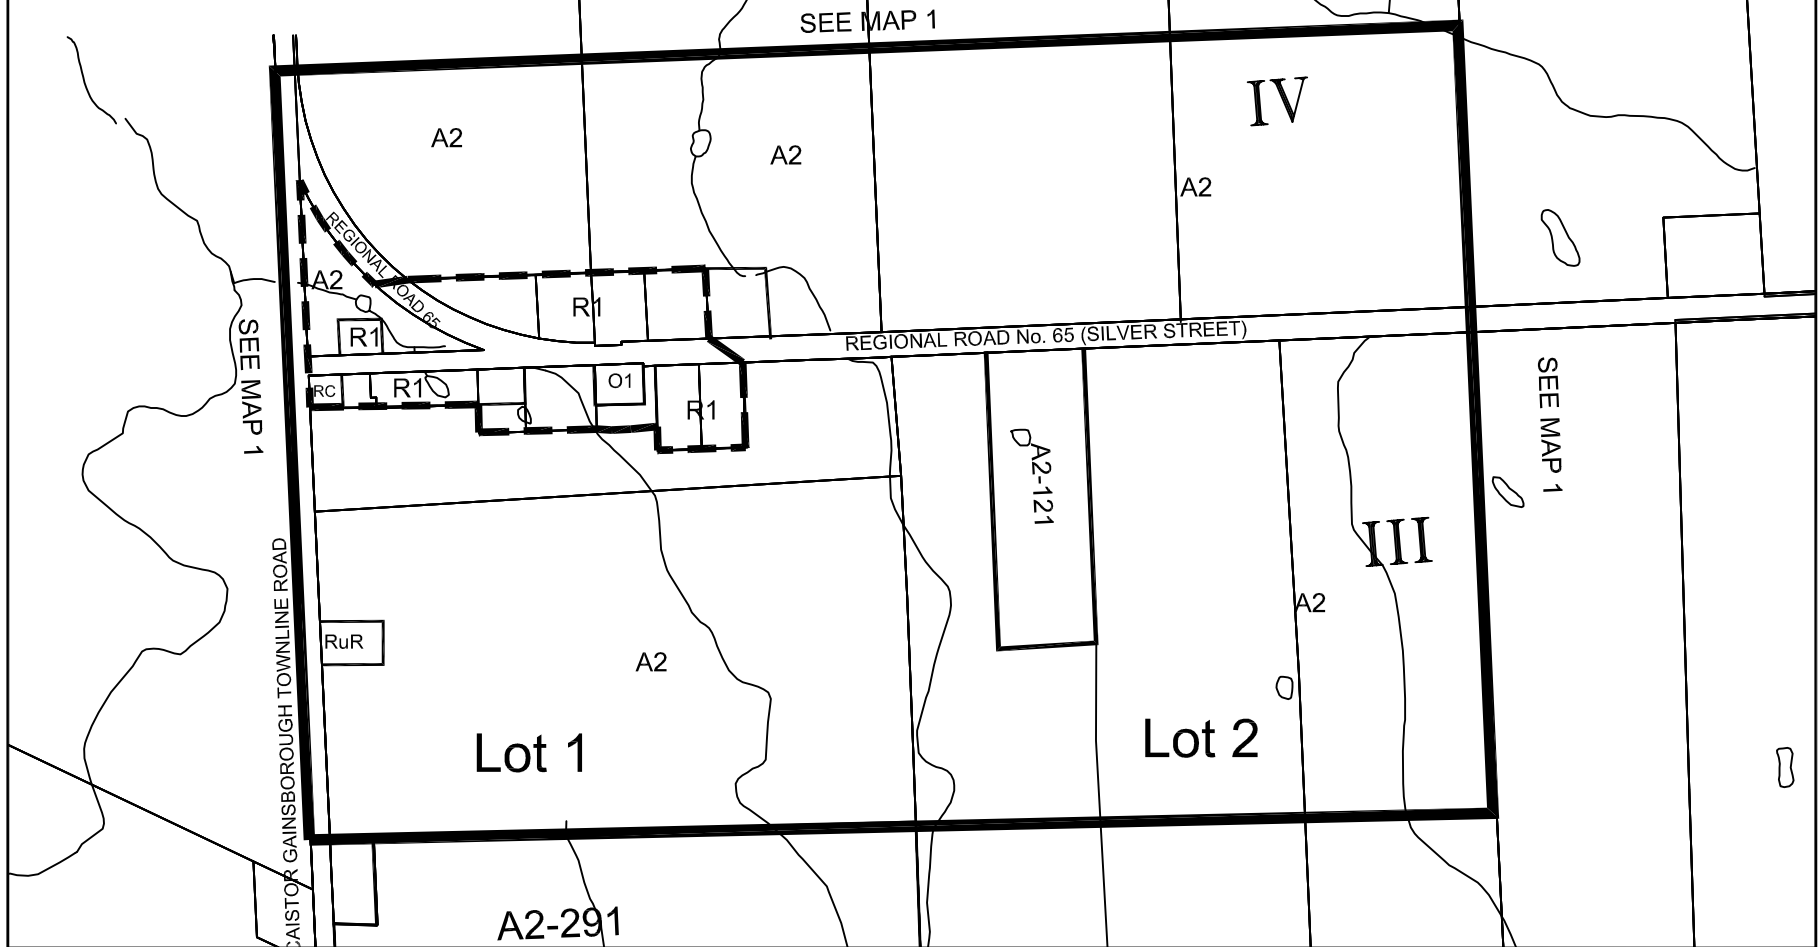 SEE MAP 1
IV
A2
A2
A2
REGIONAL ROAD 65
A2
R1
R1
SEE MAP 1
REGIONAL ROAD No. 65 (SILVER STREET)
RC
R1
O1
R1
SEE MAP 1
A2-121
III
A2
CAISTOR GAINSBOROUGH TOWNLINE ROAD
RuR
A2
Lot 1
Lot 2
A2-291